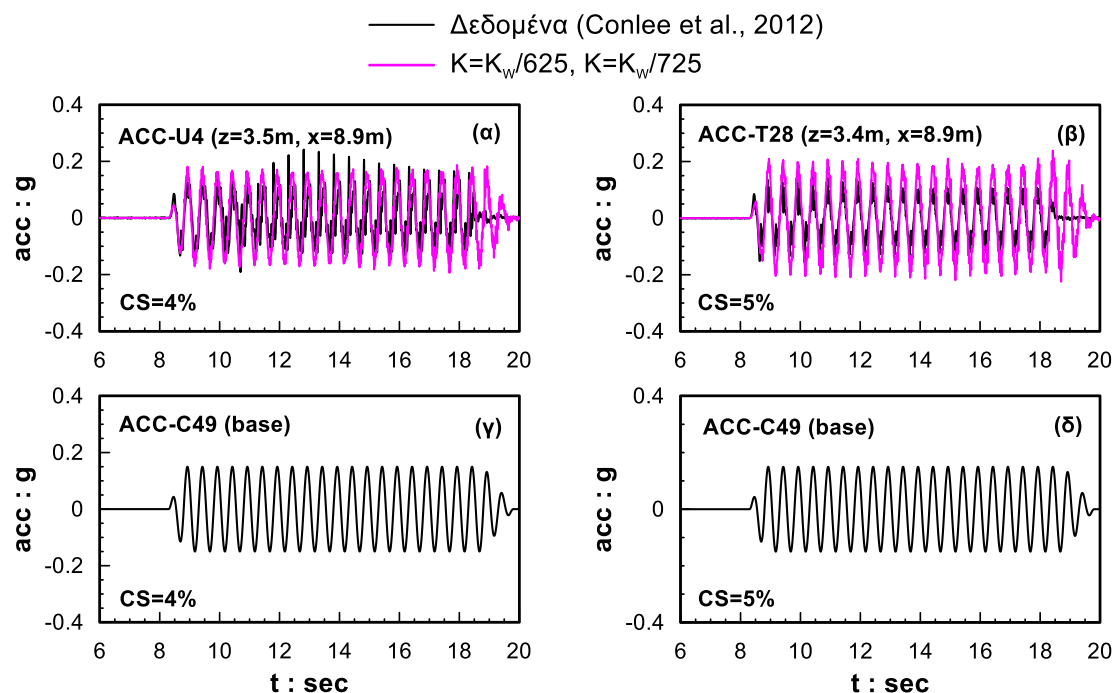 Δεδομένα (Conlee et al., 2012)
K=Kw/625, K=Kw/725
0.4
0.2
0
-0.2
-0.4
acc : g
ACC-U4 (z=3.5m, x=8.9m)
(α)
CS=4%
6 8 10 12 14 16 18 20
0.4
0.2
0
-0.2
-0.4
acc : g
ACC-T28 (z=3.4m, x=8.9m)
(β)
CS=5%
6 8 10 12 14 16 18 20
0.4
0.2
0
-0.2
-0.4
acc : g
ACC-C49 (base)
(γ)
CS=4%
6 8 10 12 14 16 18 20
t : sec
0.4
0.2
0
-0.2
-0.4
acc : g
ACC-C49 (base)
(δ)
CS=5%
6 8 10 12 14 16 18 20
t : sec